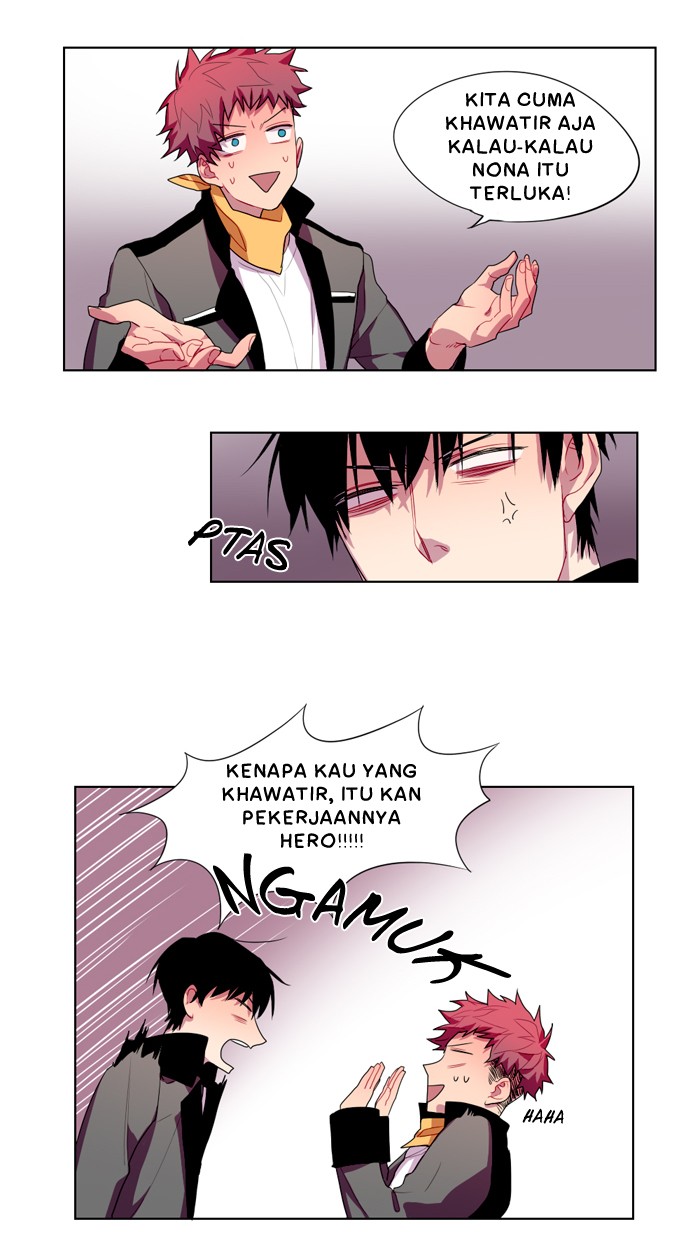 KITA CUMA
KHAWATIR AJA
KALAU-KALAU
NONA ITU
TERLUKA!
PTAS
KENAPA KAU YANG
KHAWATIR, ITU KAN
PEKERJAANNYA
HERO!!!!!
NGAMUK
HAHA